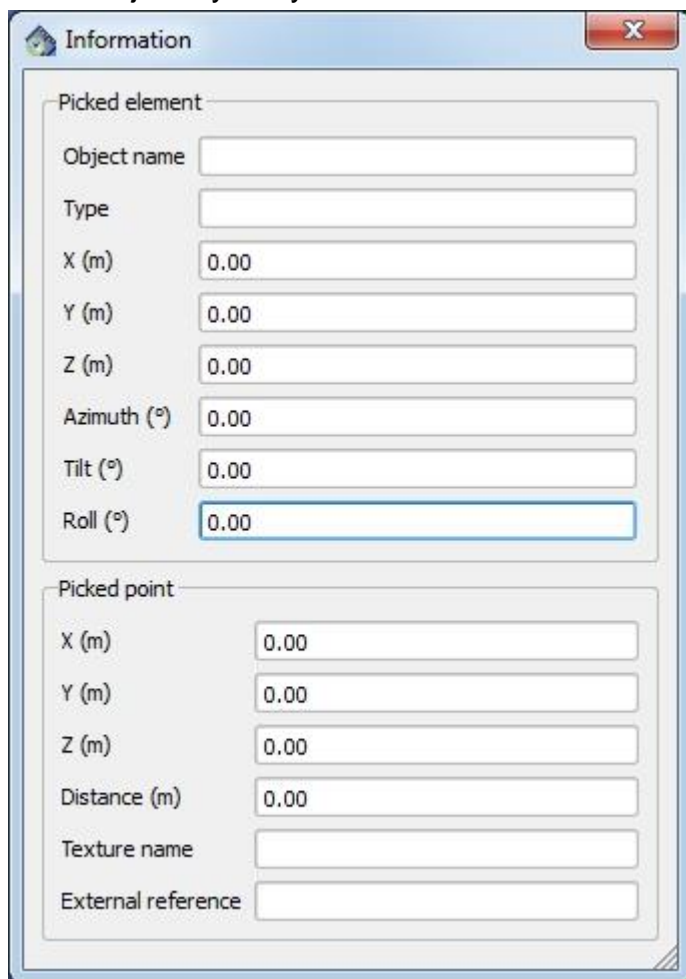 Information
Picked element
Object name
Type
X (m) 0.00
Y (m) 0.00
Z (m) 0.00
Azimuth (°) 0.00
Tilt (°) 0.00
Roll (°) 0.00
Picked point
X (m) 0.00
Y (m) 0.00
Z (m) 0.00
Distance (m) 0.00
Texture name
External reference